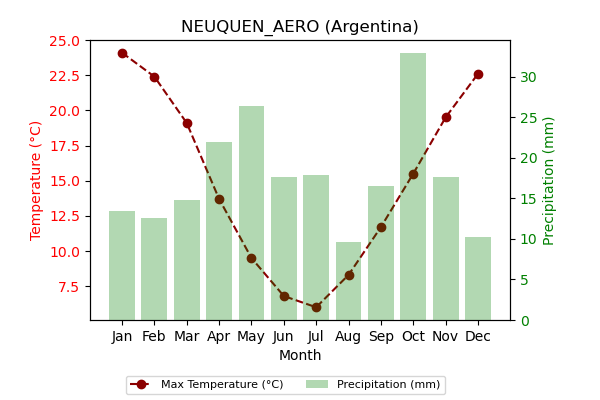 NEUQUEN_AERO (Argentina)
25.0
22.5
20.0
17.5
15.0
12.5
10.0
7.5
Temperature (°C)
30
25
20
15
10
5
0
Precipitation (mm)
Jan Feb Mar Apr May Jun Jul Aug Sep Oct Nov Dec
Month
Max Temperature (°C) Precipitation (mm)